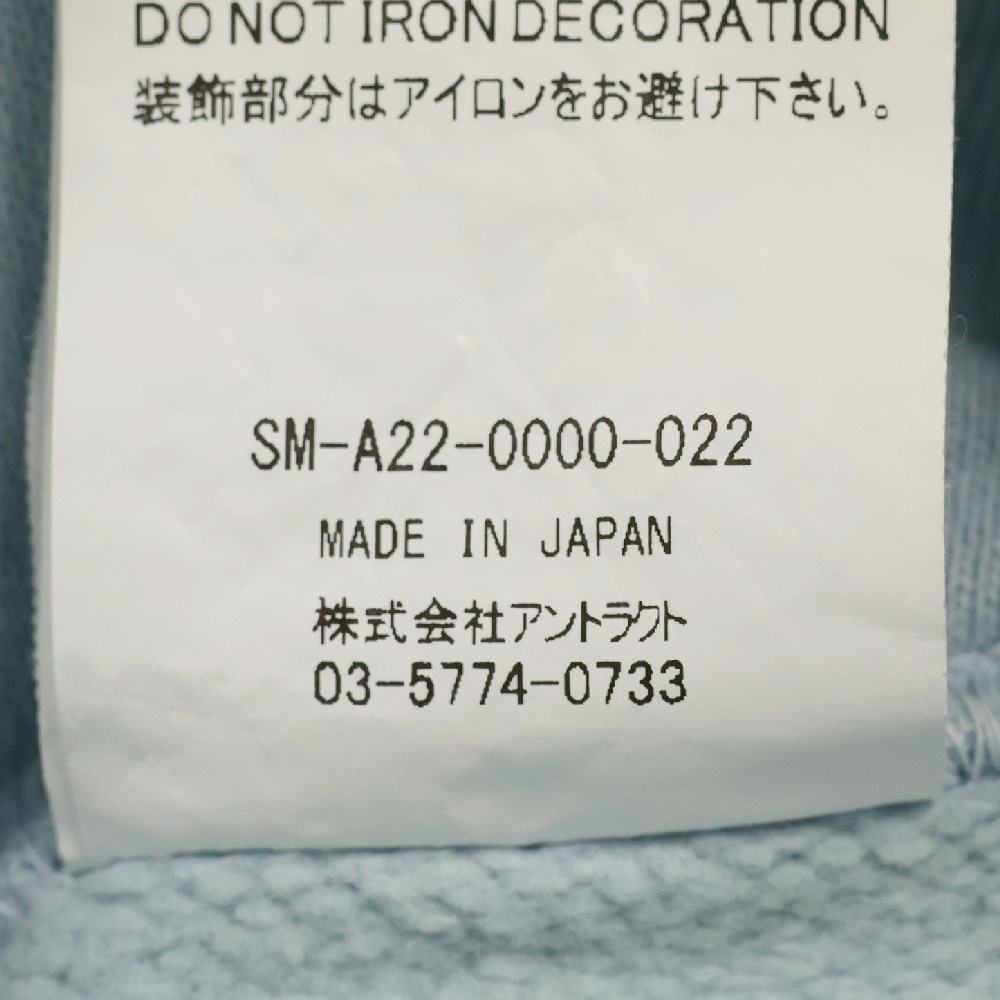 DO NOT IRON DECORATION
装飾部分はアイロンをお避け下さい。
SM-A22-0000-022
MADE IN JAPAN
株式会社アントラクト
03-5774-0733